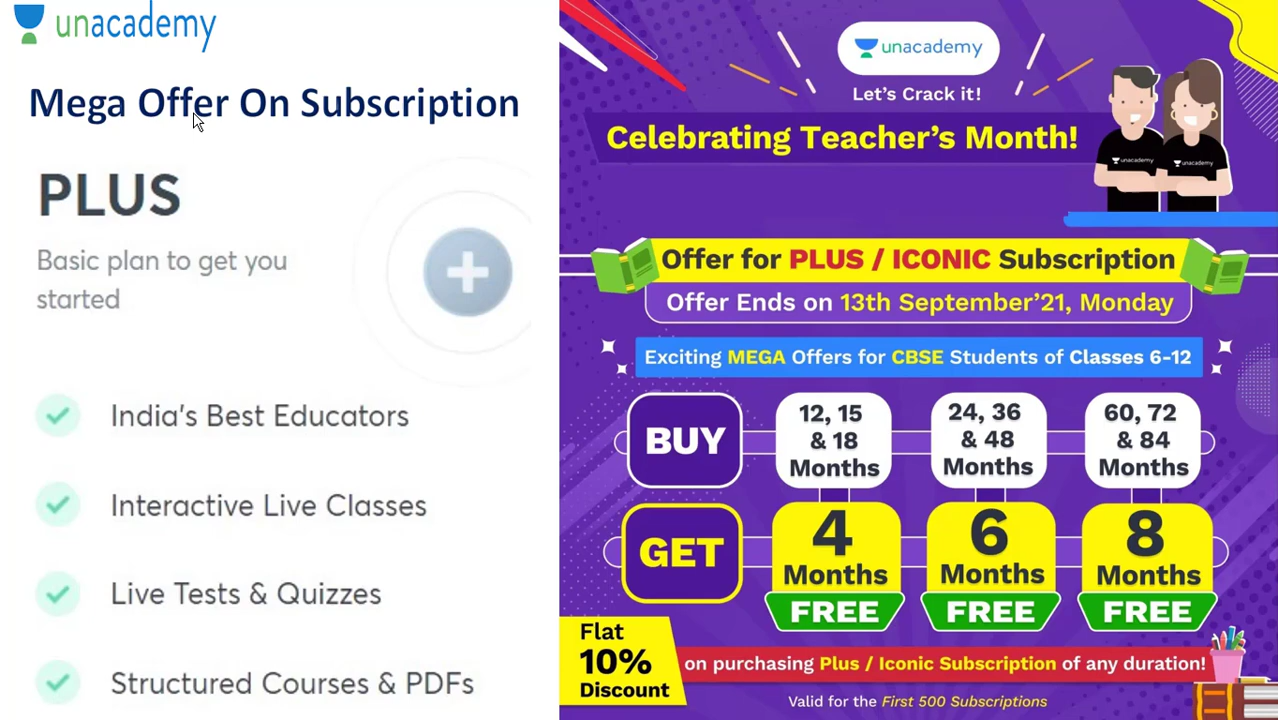 unacademy
Mega Offer On Subscription
PLUS
Basic plan to get you
started
India's Best Educators
Interactive Live Classes
Live Tests & Quizzes
Structured Courses & PDFs
unacademy
Let's Crack it!
Celebrating Teacher's Month!
unacademy
unacademy
Offer for PLUS / ICONIC Subscription
Offer Ends on 13th September'21, Monday
Exciting MEGA Offers for CBSE Students of Classes 6-12
BUY
12, 15
& 18
Months
24, 36
& 48
Months
60, 72
& 84
Months
GET
4
Months
FREE
6
Months
FREE
8
Months
FREE
Flat
10%
Discount
on purchasing Plus / Iconic Subscription of any duration!
Valid for the First 500 Subscriptions